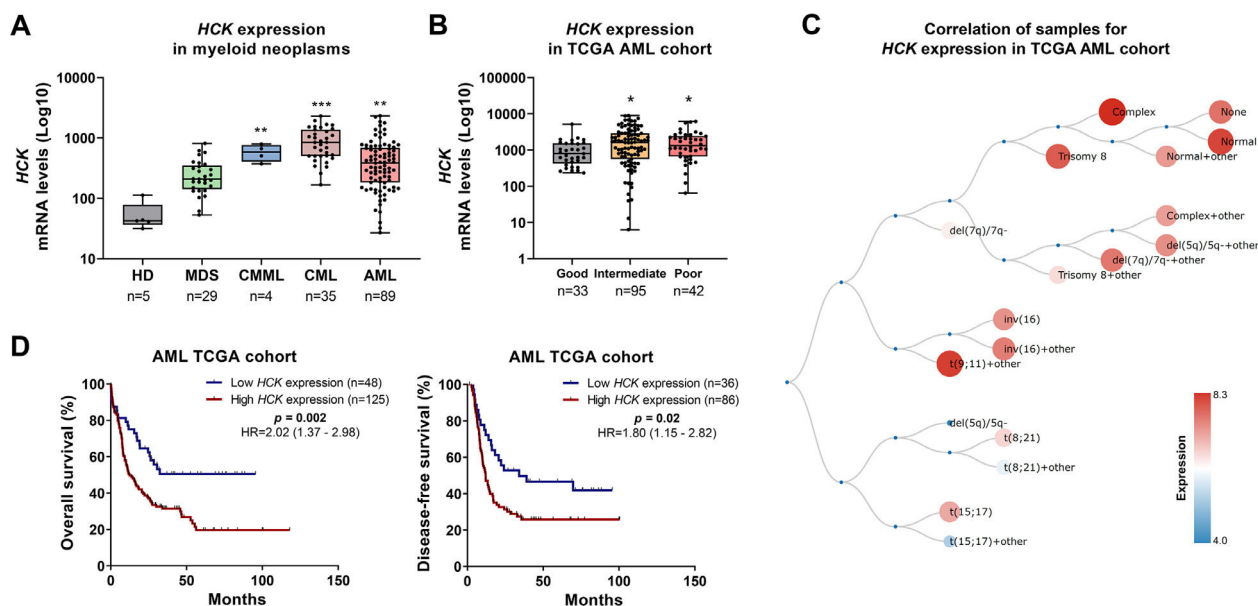 A
HCK expression
in myeloid neoplasms
HCK
mRNA levels (Log10)
100000
10000
1000
100
10
**
***
**
HD
MDS
CMML
CML
AML
n=5
n=29
n=4
n=35
n=89
B
HCK expression
in TCGA AML cohort
HCK
mRNA levels (Log10)
100000
10000
1000
100
10
1
*
*
Good
Intermediate
Poor
n=33
n=95
n=42
C
Correlation of samples for
HCK expression in TCGA AML cohort
Complex
None
Normal
Trisomy 8
Normal+other
Complex+other
del(7q)/7q-
del(5q)/5q-+other
del(7q)/7q-+other
Trisomy 8+other
inv(16)
inv(16)+other
t(9;11)+other
del(5q)/5q-
t(8;21)
t(8;21)+other
t(15;17)
t(15;17)+other
Expression
8.3
4.0
D
AML TCGA cohort
Low HCK expression (n=48)
High HCK expression (n=125)
p = 0.002
HR=2.02 (1.37 - 2.98)
Overall survival (%)
100
80
60
40
20
0
50
100
150
Months
AML TCGA cohort
Low HCK expression (n=36)
High HCK expression (n=86)
p = 0.02
HR=1.80 (1.15 - 2.82)
Disease-free survival (%)
100
80
60
40
20
0
50
100
150
Months